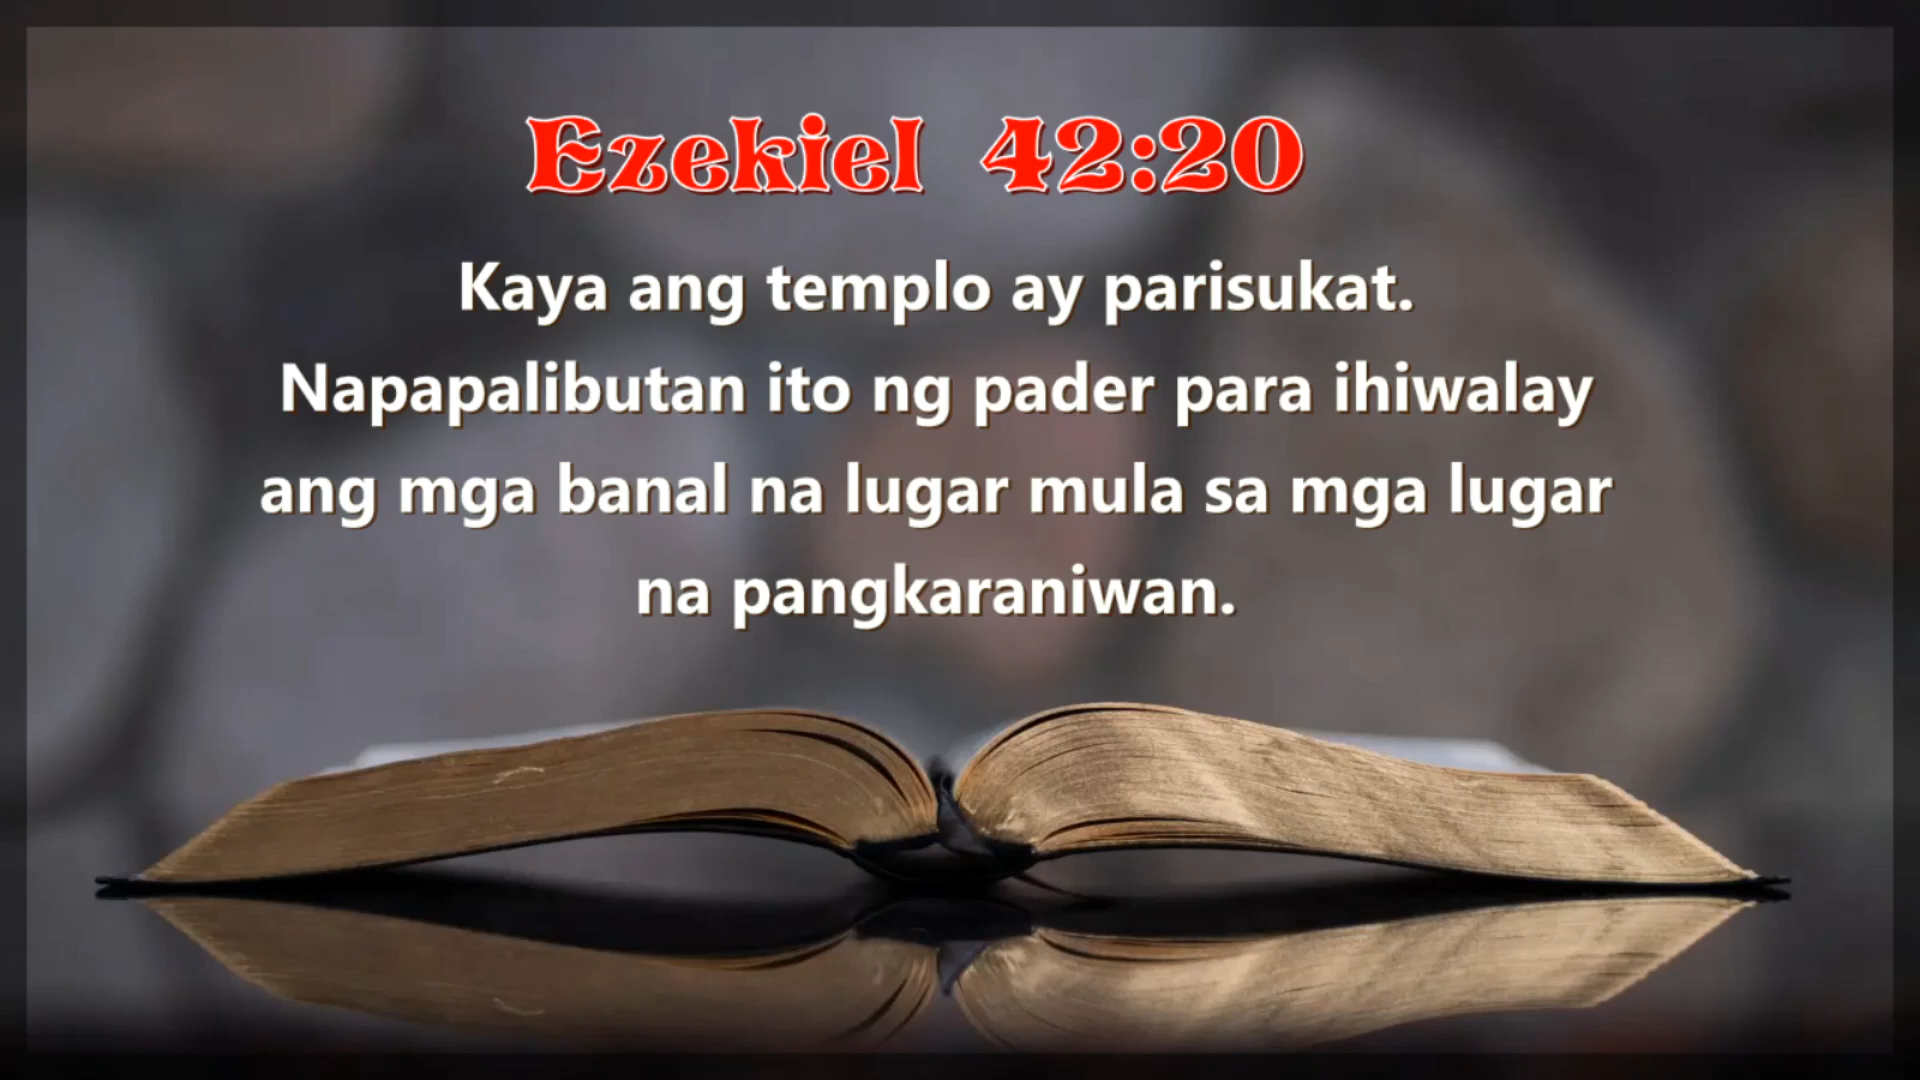 Ezekiel 42:20
Kaya ang templo ay parisukat.
Napapalibutan ito ng pader para ihiwalay
ang mga banal na lugar mula sa mga lugar
na pangkaraniwan.